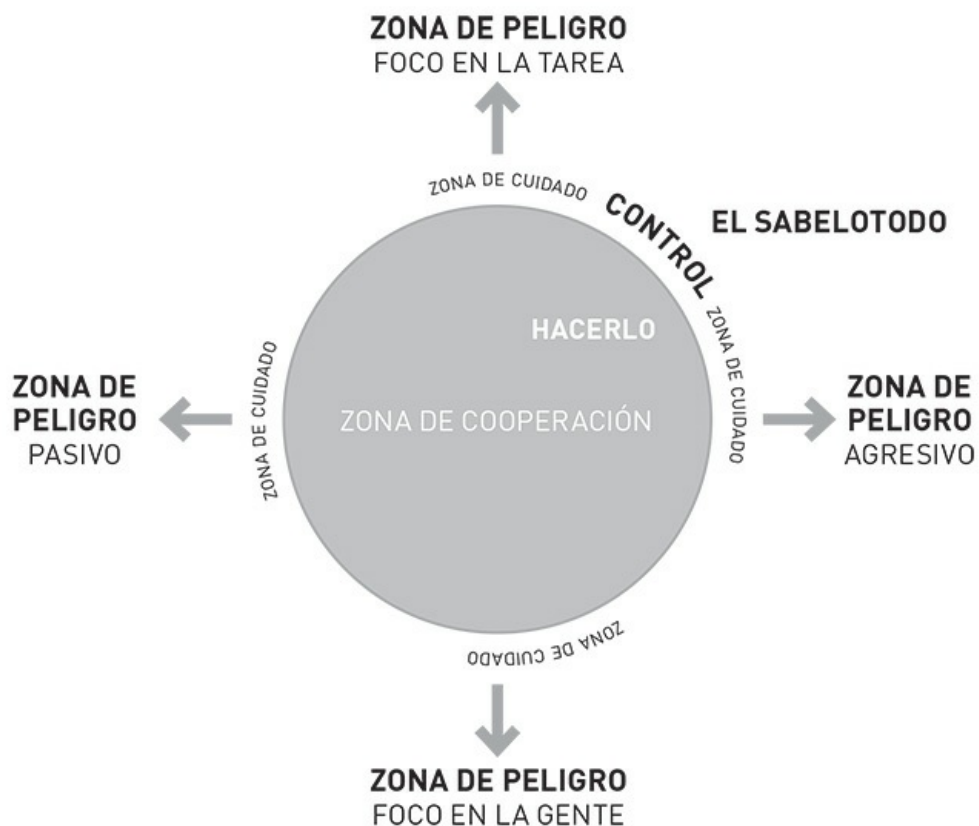 ZONA DE PELIGRO
FOCO EN LA TAREA
ZONA DE CUIDADO
CONTROL
EL SABELOTODO
ZONA DE CUIDADO
HACERLO
ZONA DE CUIDADO
ZONA DE
PELIGRO
PASIVO
ZONA DE COOPERACIÓN
ZONA DE
PELIGRO
AGRESIVO
ZONA DE CUIDADO
ZONA DE PELIGRO
FOCO EN LA GENTE